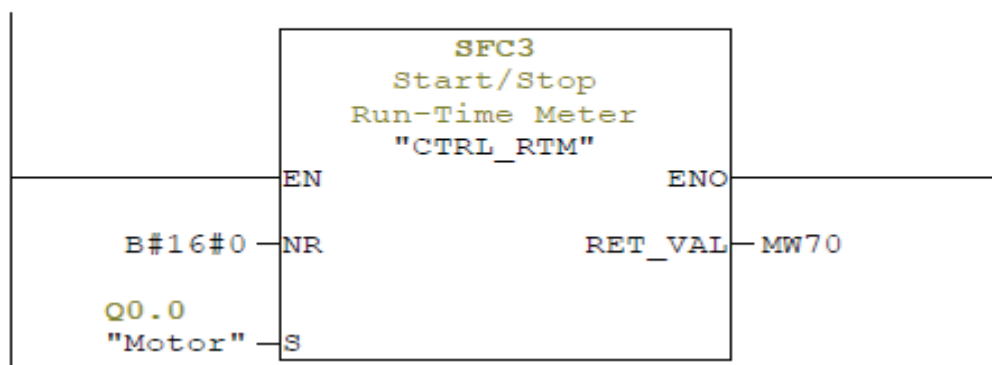 SFC3
Start/Stop
Run-Time Meter
"CTRL_RTM"
EN ENO
B#16#0 NR RET_VAL MW70
Q0.0
"Motor" S